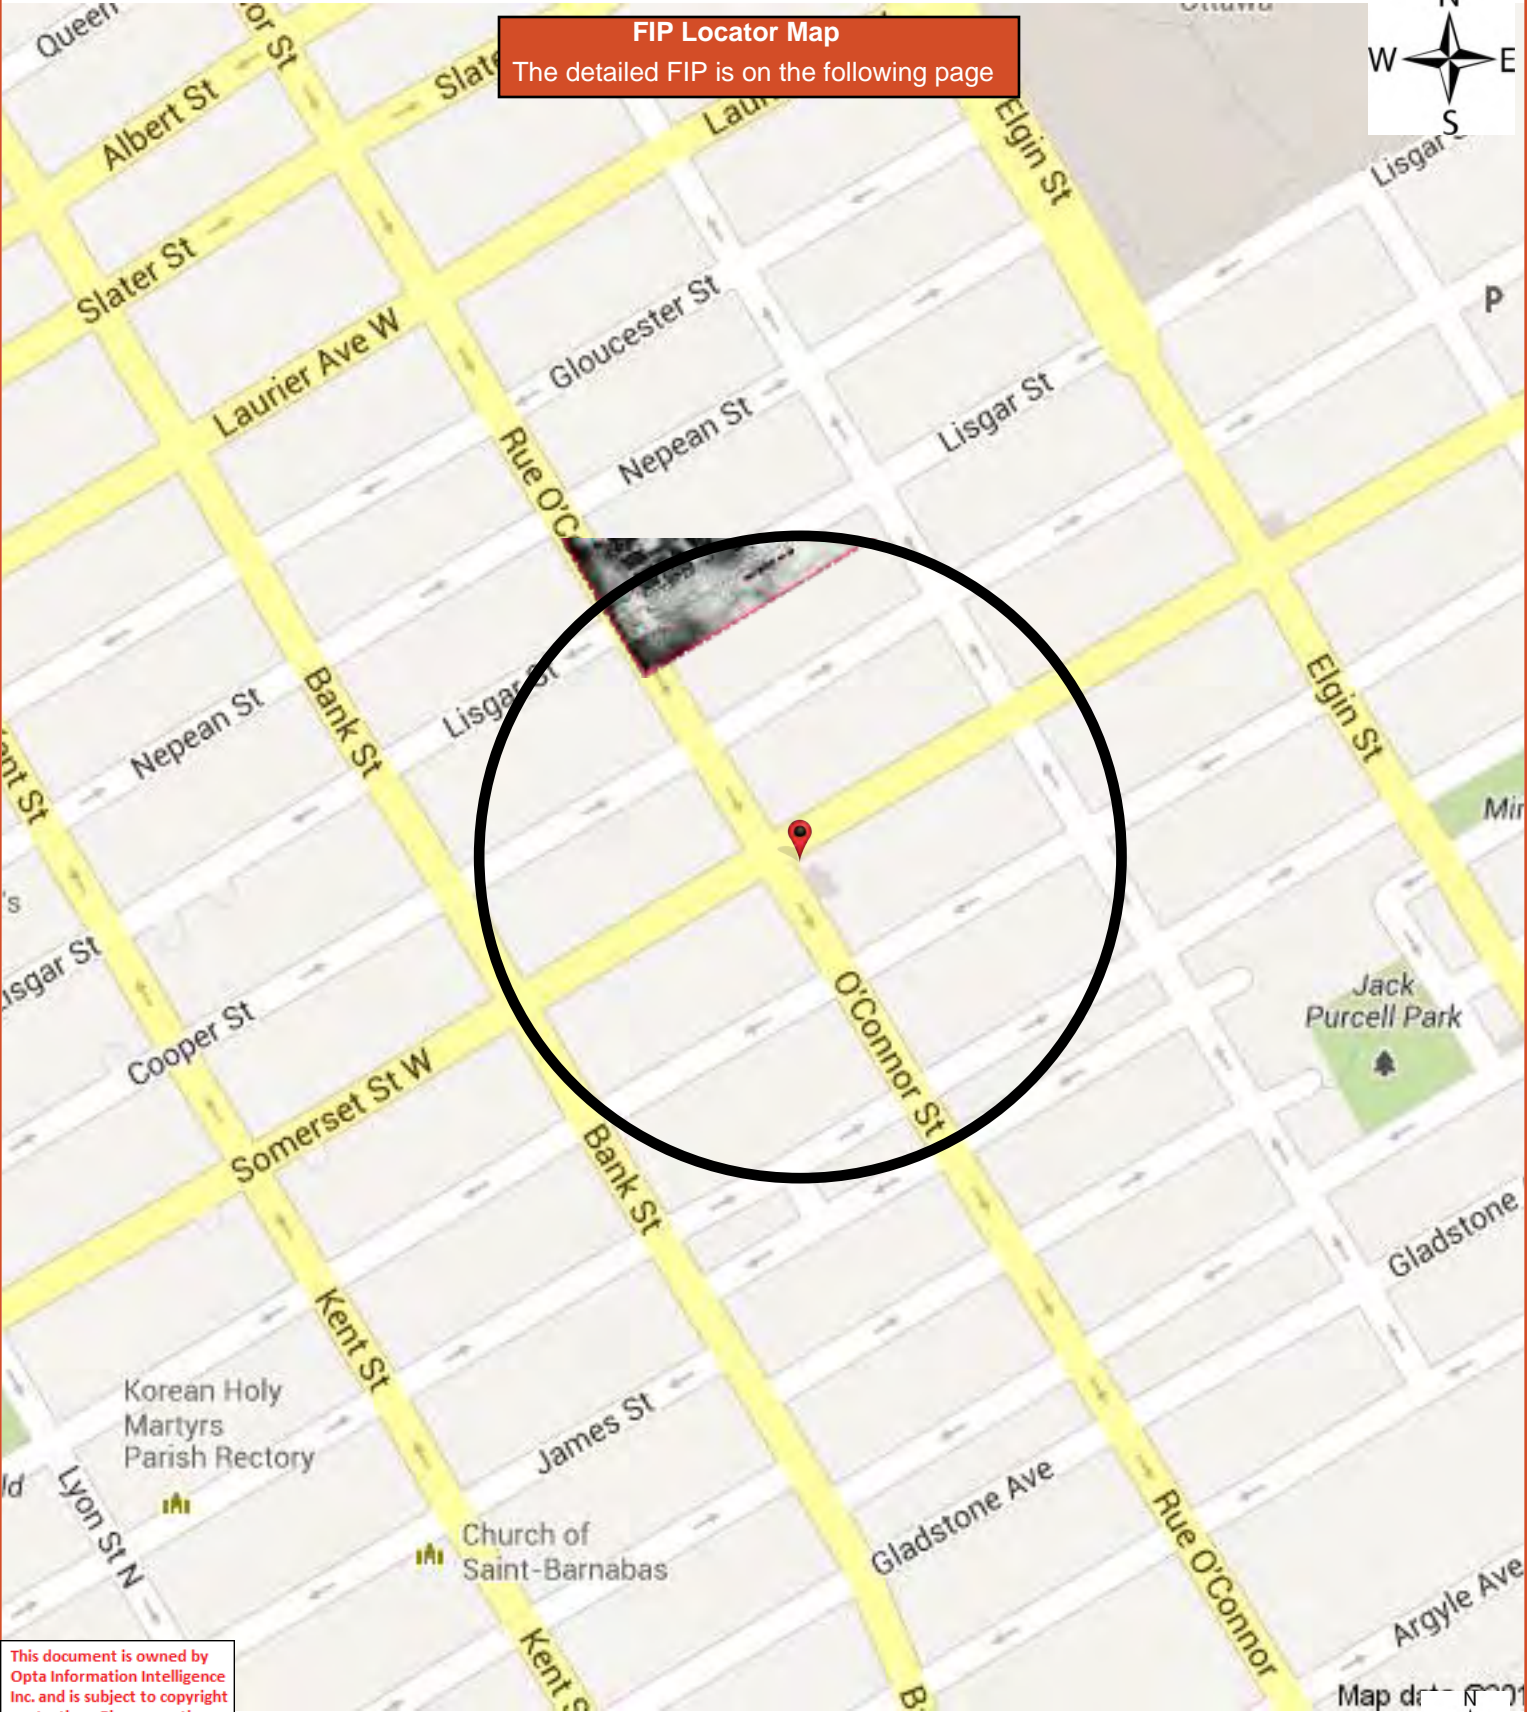 FIP Locator Map
The detailed FIP is on the following page
N
W
E
S
Queen
Albert St
Slater St
Laurier Ave W
Elgin St
Lisgar
P
Gloucester St
Nepean St
Lisgar St
Rue O'C
Bank St
Nepean St
Lisgar St
Elgin St
's
Cooper St
Somerset St W
O'Connor St
Jack
Purcell Park
Bank St
Kent St
Gladstone
Korean Holy
Martyrs
Parish Rectory
James St
Lyon St N
Church of
Saint-Barnabas
Gladstone Ave
Rue O'Connor
Argyle Ave
Kent S
This document is owned by
Opta Information Intelligence
Inc. and is subject to copyright
Map da
N